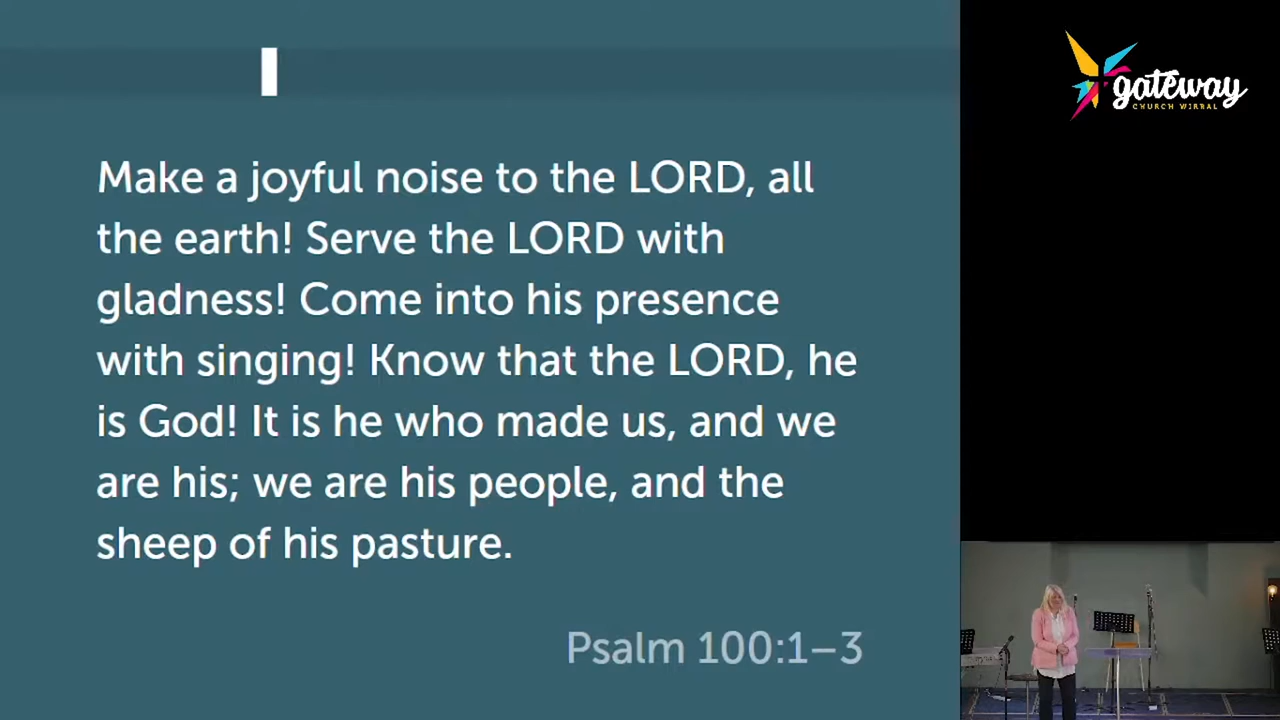 Make a joyful noise to the LORD, all
the earth! Serve the LORD with
gladness! Come into his presence
with singing! Know that the LORD, he
is God! It is he who made us, and we
are his; we are his people, and the
sheep of his pasture.
Psalm 100:1–3
gateway
CHURCH WIRRAL